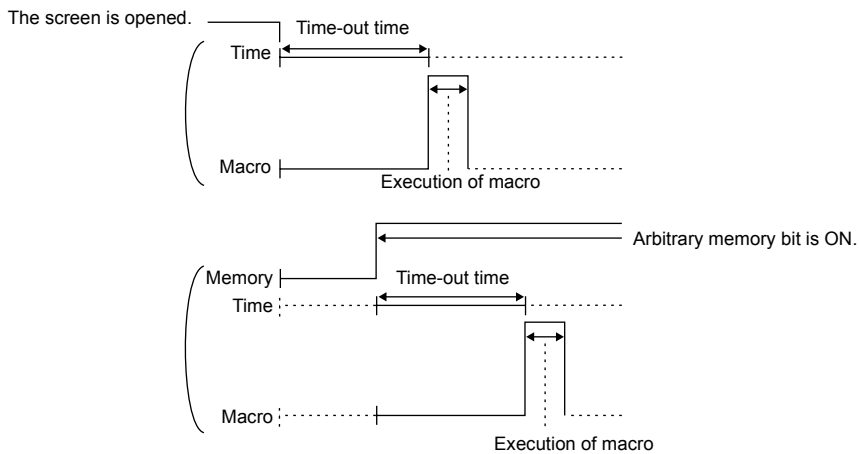 The screen is opened.
Time-out time
Time
Macro
Execution of macro
Arbitrary memory bit is ON.
Memory
Time-out time
Time
Macro
Execution of macro